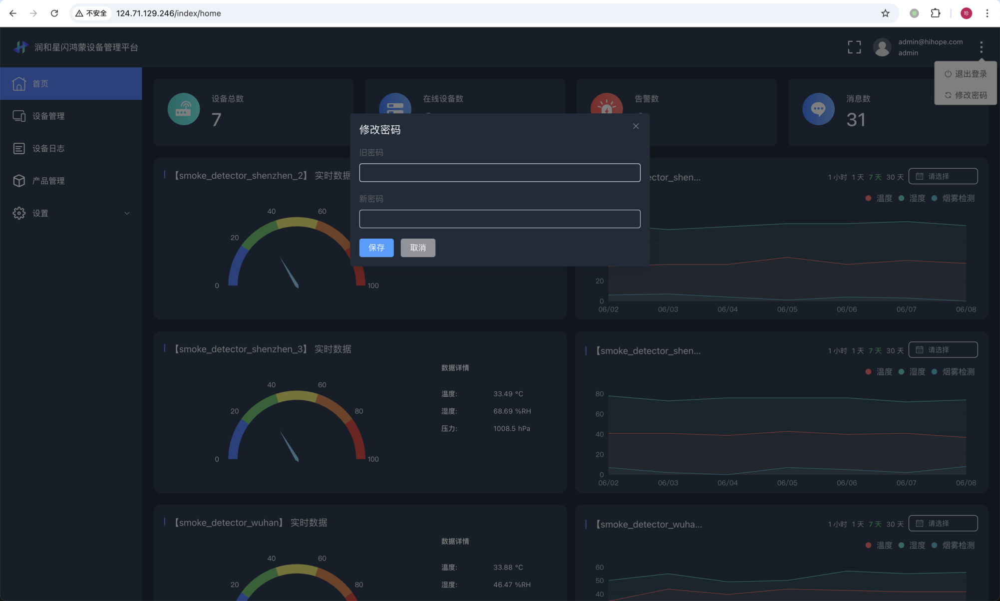 不安全 124.71.129.246/index/home 珍
润和星闪鸿蒙设备管理平台
admin@hihope.com
admin
退出登录
修改密码
首页
设备管理
设备日志
产品管理
设置
设备总数
7
在线设备数
告警数
消息数
31
修改密码
旧密码
新密码
保存 取消
【smoke_detector_shenzhen_2】 实时数据
0 20 40 60 100
ector_shen...
1 小时 1 天 7 天 30 天 请选择
温度 湿度 烟雾检测
20
0
06/02 06/03 06/04 06/05 06/06 06/07 06/08
【smoke_detector_shenzhen_3】 实时数据
0 20 40 60 80 100
数据详情
温度: 33.49 °C
湿度: 68.69 %RH
压力: 1008.5 hPa
【smoke_detector_shen...
1 小时 1 天 7 天 30 天 请选择
温度 湿度 烟雾检测
80
60
40
20
0
06/02 06/03 06/04 06/05 06/06 06/07 06/08
【smoke_detector_wuhan】 实时数据
20 40 60 80
数据详情
温度: 33.88 °C
湿度: 46.47 %RH
【smoke_detector_wuha...
1 小时 1 天 7 天 30 天 请选择
温度 湿度 烟雾检测
60
50
40